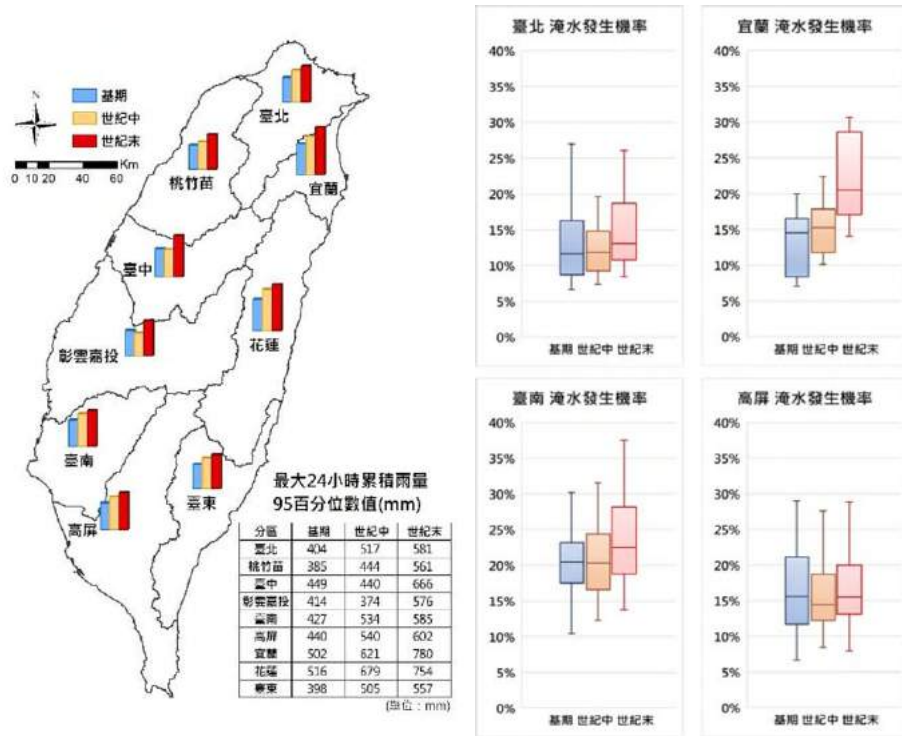 N
基期
世紀中
世紀末
Km
0 10 20 40 60
臺北
桃竹苗
宜蘭
臺中
彰雲嘉投
花蓮
臺南
臺東
高屏
最大24小時累積雨量
95百分位數值(mm)
分區 基期 世紀中 世紀末
臺北 404 517 581
桃竹苗 385 444 561
臺中 449 440 666
彰雲嘉投 414 374 576
臺南 427 534 585
高屏 440 540 602
宜蘭 502 621 780
花蓮 516 679 754
臺東 398 505 557
(單位：mm)
臺北 淹水發生機率
40%
35%
30%
25%
20%
15%
10%
5%
0%
基期 世紀中 世紀末
宜蘭 淹水發生機率
40%
35%
30%
25%
20%
15%
10%
5%
0%
基期 世紀中 世紀末
臺南 淹水發生機率
40%
35%
30%
25%
20%
15%
10%
5%
0%
基期 世紀中 世紀末
高屏 淹水發生機率
40%
35%
30%
25%
20%
15%
10%
5%
0%
基期 世紀中 世紀末